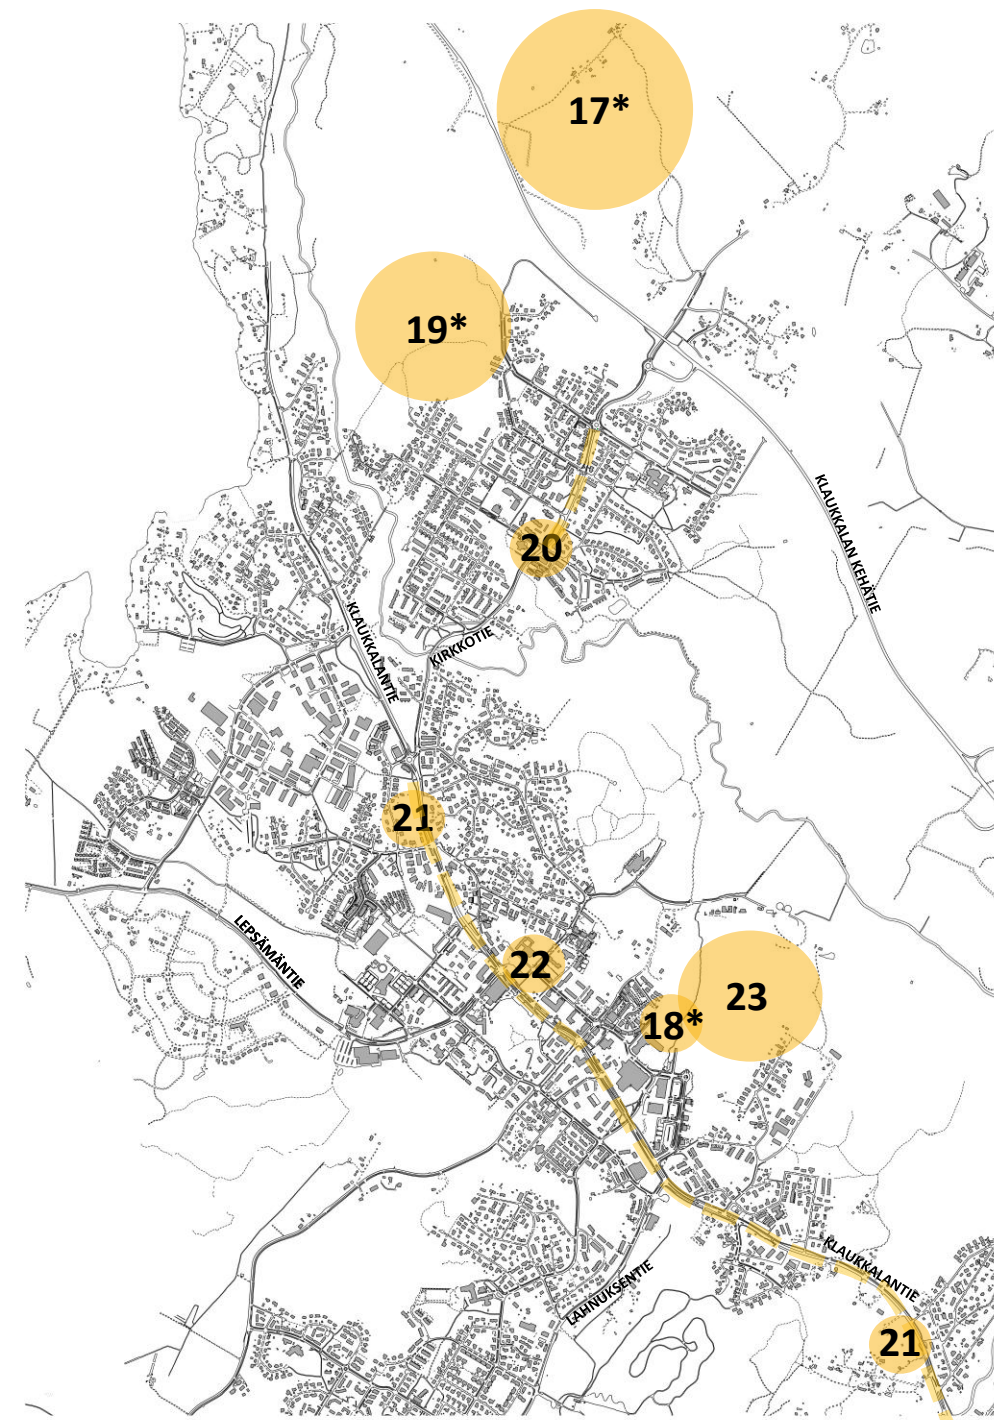 17*
19*
KLAUKKALAN KEHÄTIE
20
KLAUKKALANTIE
KIRKKOTIE
21
LEPSÄMÄNTIE
22
23
18*
KLAUKKALANTIE
LAHNUKSENTIE
21